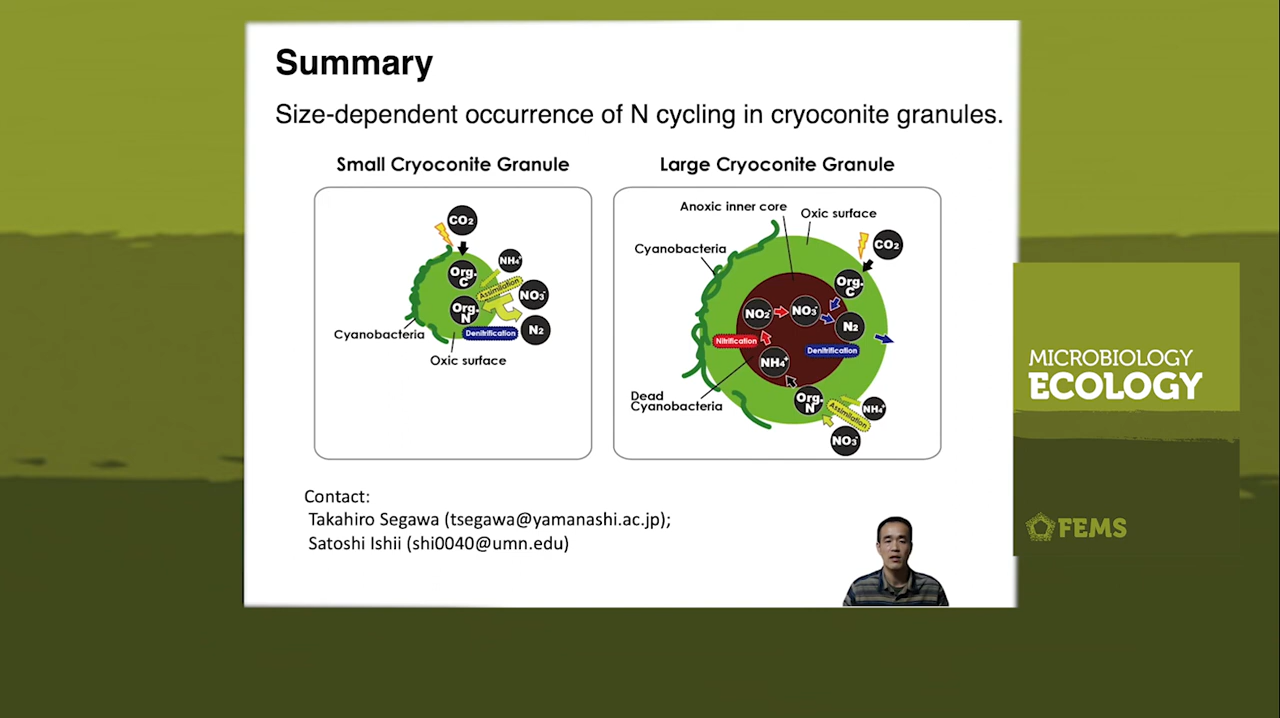 Summary
Size-dependent occurrence of N cycling in cryoconite granules.
Small Cryoconite Granule
CO2
Org. C
NH4+
Assimilation
NO3-
Org. N
Denitrification
N2
Cyanobacteria
Oxic surface
Large Cryoconite Granule
Anoxic inner core
Oxic surface
Cyanobacteria
CO2
Org. C
NO2-
NO3-
N2
Nitrification
Denitrification
NH4+
Dead
Cyanobacteria
Org. N
Assimilation
NH4+
NO3-
Contact:
Takahiro Segawa (tsegawa@yamanashi.ac.jp);
Satoshi Ishii (shi0040@umn.edu)
MICROBIOLOGY
ECOLOGY
FEMS